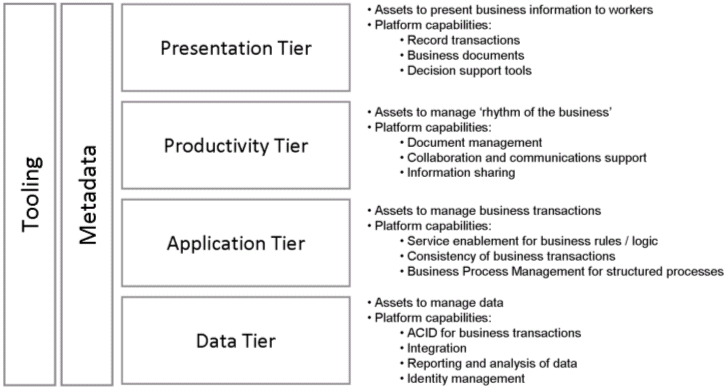 Tooling
Metadata
Presentation Tier
• Assets to present business information to workers
• Platform capabilities:
• Record transactions
• Business documents
• Decision support tools
Productivity Tier
• Assets to manage ‘rhythm of the business’
• Platform capabilities:
• Document management
• Collaboration and communications support
• Information sharing
Application Tier
• Assets to manage business transactions
• Platform capabilities:
• Service enablement for business rules / logic
• Consistency of business transactions
• Business Process Management for structured processes
Data Tier
• Assets to manage data
• Platform capabilities:
• ACID for business transactions
• Integration
• Reporting and analysis of data
• Identity management